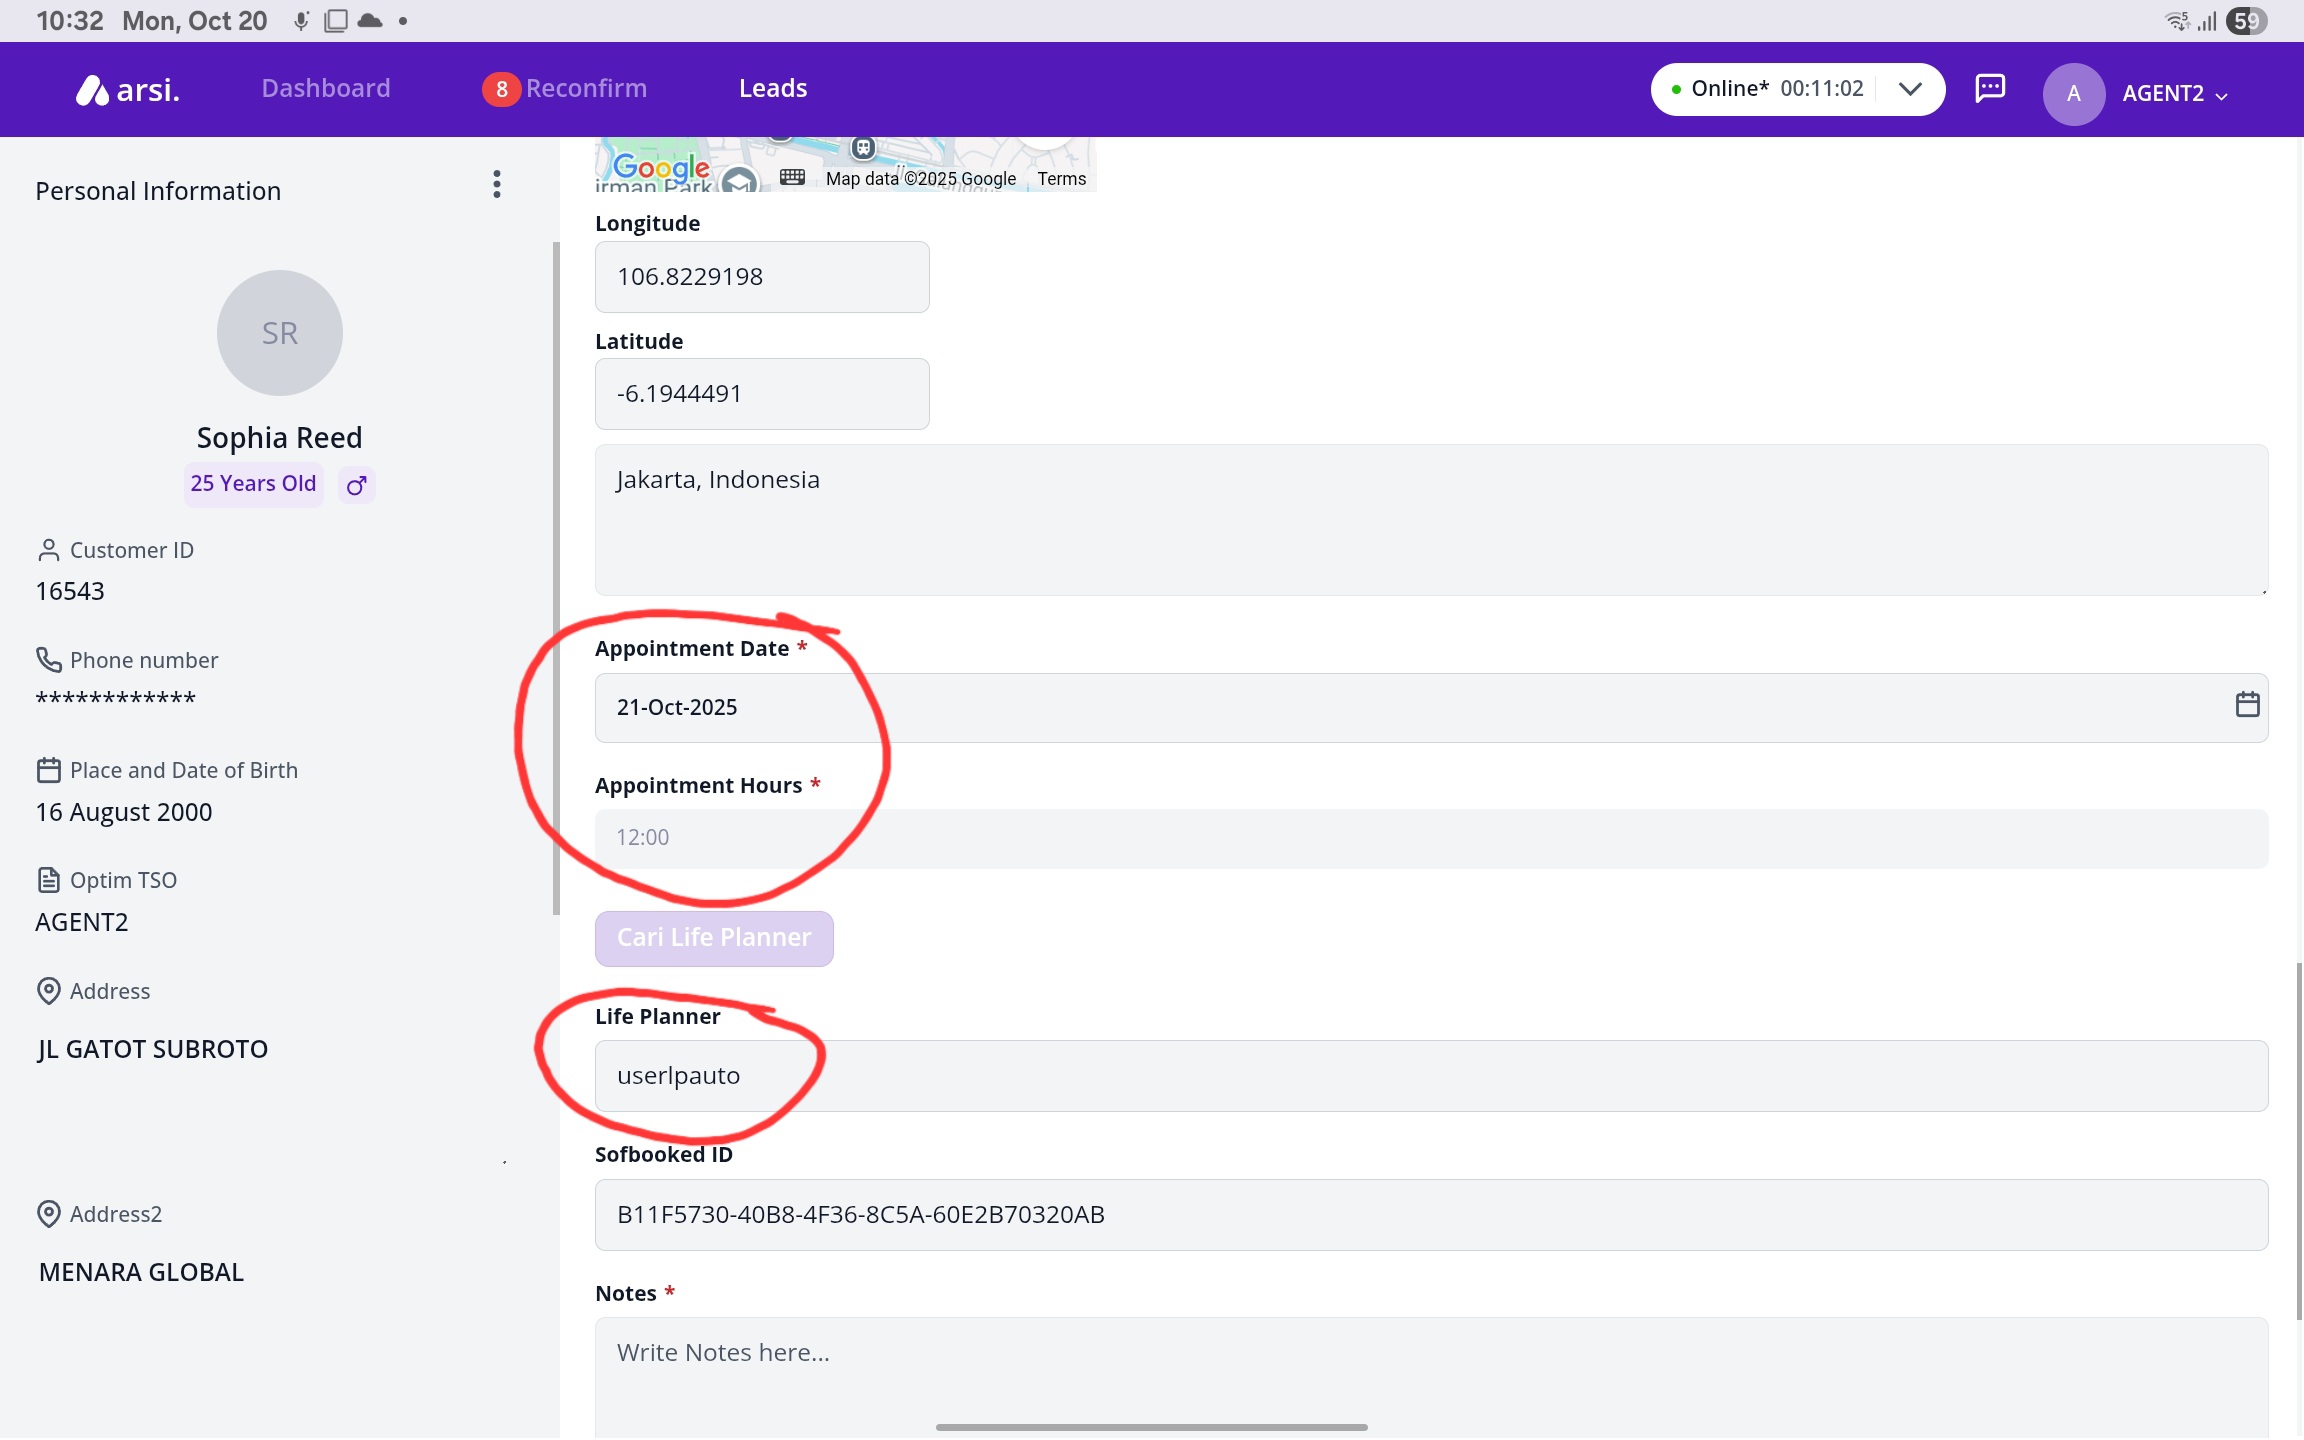 10:32 Mon, Oct 20
59
arsi.
Dashboard
8 Reconfirm
Leads
Online* 00:11:02
A
AGENT2
Personal Information
SR
Sophia Reed
25 Years Old
Customer ID
16543
Phone number
************
Place and Date of Birth
16 August 2000
Optim TSO
AGENT2
Address
JL GATOT SUBROTO
Address2
MENARA GLOBAL
Google
irman Park
Map data ©2025 Google
Terms
Longitude
106.8229198
Latitude
-6.1944491
Jakarta, Indonesia
Appointment Date *
21-Oct-2025
Appointment Hours *
12:00
Cari Life Planner
Life Planner
userlpauto
Sofbooked ID
B11F5730-40B8-4F36-8C5A-60E2B70320AB
Notes *
Write Notes here...